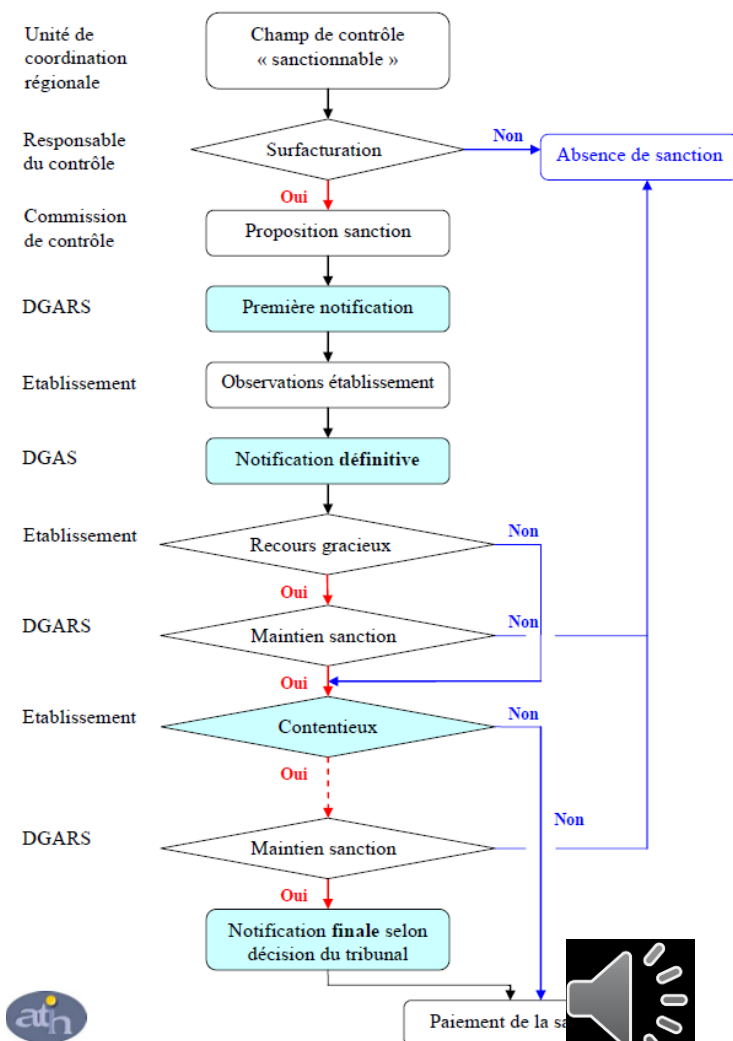 Unité de
coordination
régionale
Champ de contrôle
« sanctionnable »
Responsable
du contrôle
Surfacturation
Non
Absence de sanction
Oui
Commission
de contrôle
Proposition sanction
DGARS
Première notification
Etablissement
Observations établissement
DGAS
Notification définitive
Etablissement
Recours gracieux
Non
Oui
DGARS
Maintien sanction
Non
Oui
Etablissement
Contentieux
Non
Oui
Non
DGARS
Maintien sanction
Oui
Notification finale selon
décision du tribunal
Paiement de la
atih